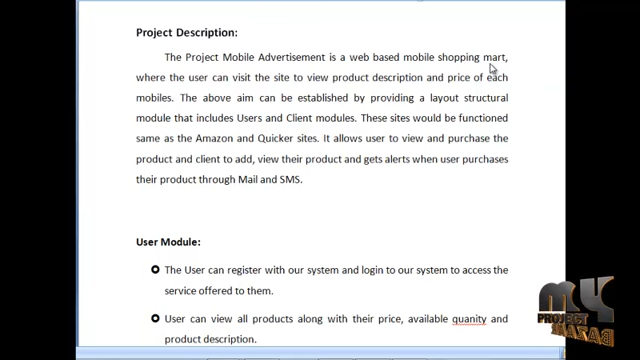 Project Description:
The Project Mobile Advertisement is a web based mobile shopping mart,
where the user can visit the site to view product description and price of each
mobiles. The above aim can be established by providing a layout structural
module that includes Users and Client modules. These sites would be functioned
same as the Amazon and Quicker sites. It allows user to view and purchase the
product and client to add, view their product and gets alerts when user purchases
their product through Mail and SMS.
User Module:
The User can register with our system and login to our system to access the
service offered to them.
User can view all products along with their price, available quanity and
product description.
MY
PROJECT
BAZAAR